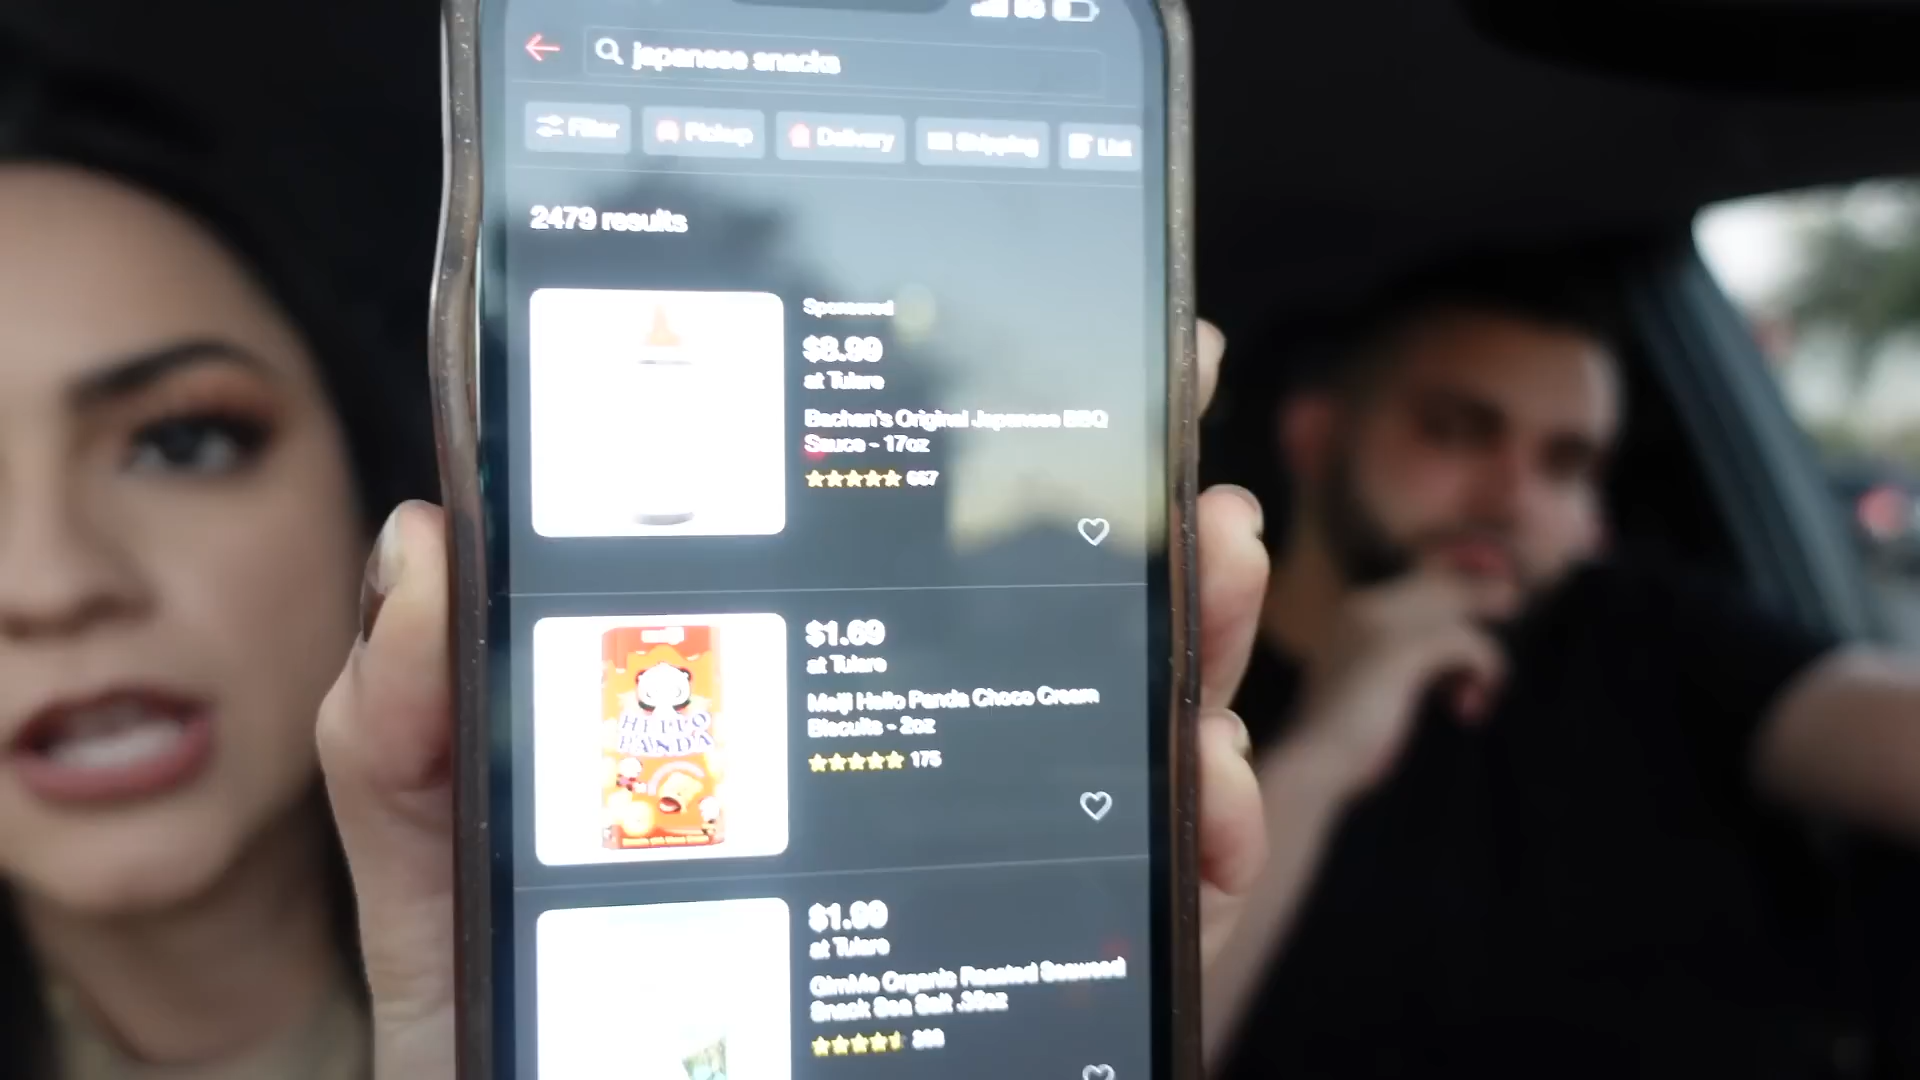 5G
japanese snacks
Filter
Pickup
Delivery
Shipping
List
2479 results
Sponsored
$8.99
at Tulare
Bachan's Original Japanese BBQ
Sauce - 17oz
667
$1.69
at Tulare
Meiji Hello Panda Choco Cream
Biscuits - 2oz
175
HELLO
PANDA
$1.99
at Tulare
GimMe Organic Roasted Seaweed
Snack Sea Salt .35oz